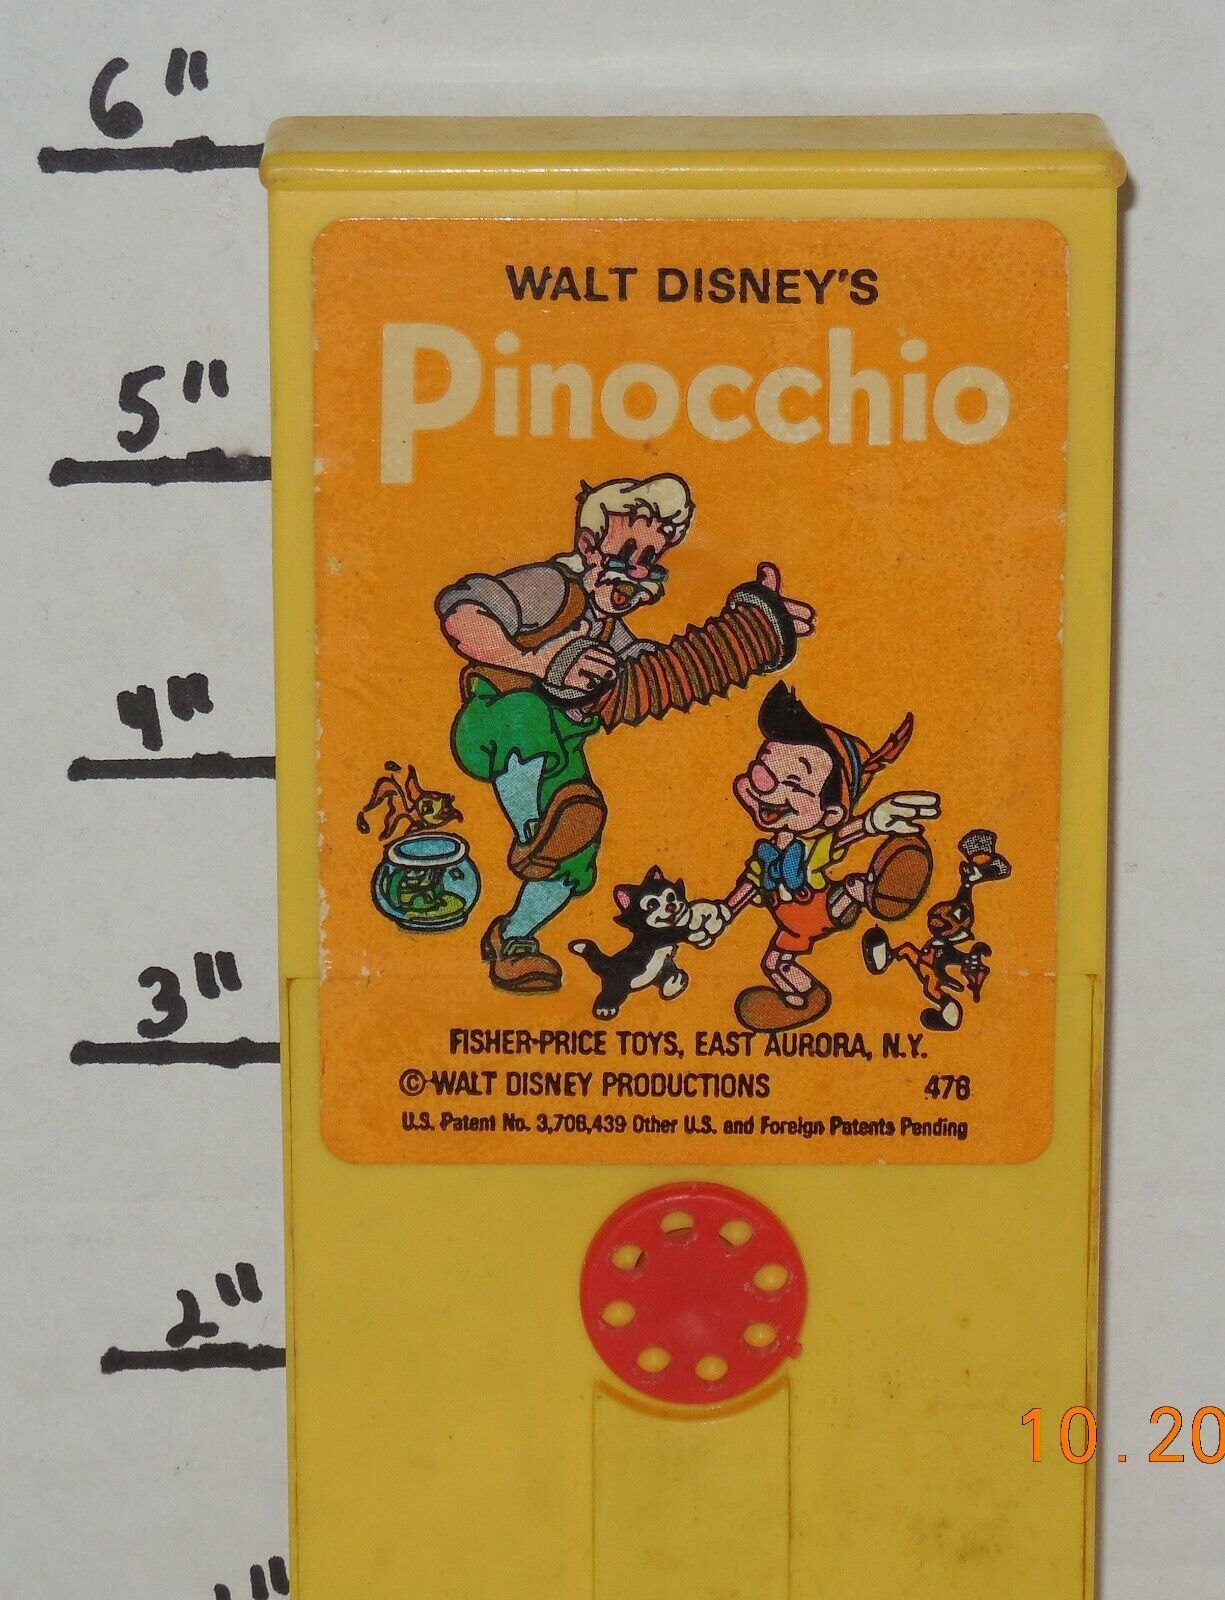 6"
5"
4"
3"
2"
1"
WALT DISNEY'S
Pinocchio
FISHER-PRICE TOYS, EAST AURORA, N.Y.
© WALT DISNEY PRODUCTIONS 476
U.S. Patent No. 3,706,439 Other U.S. and Foreign Patents Pending
10.20